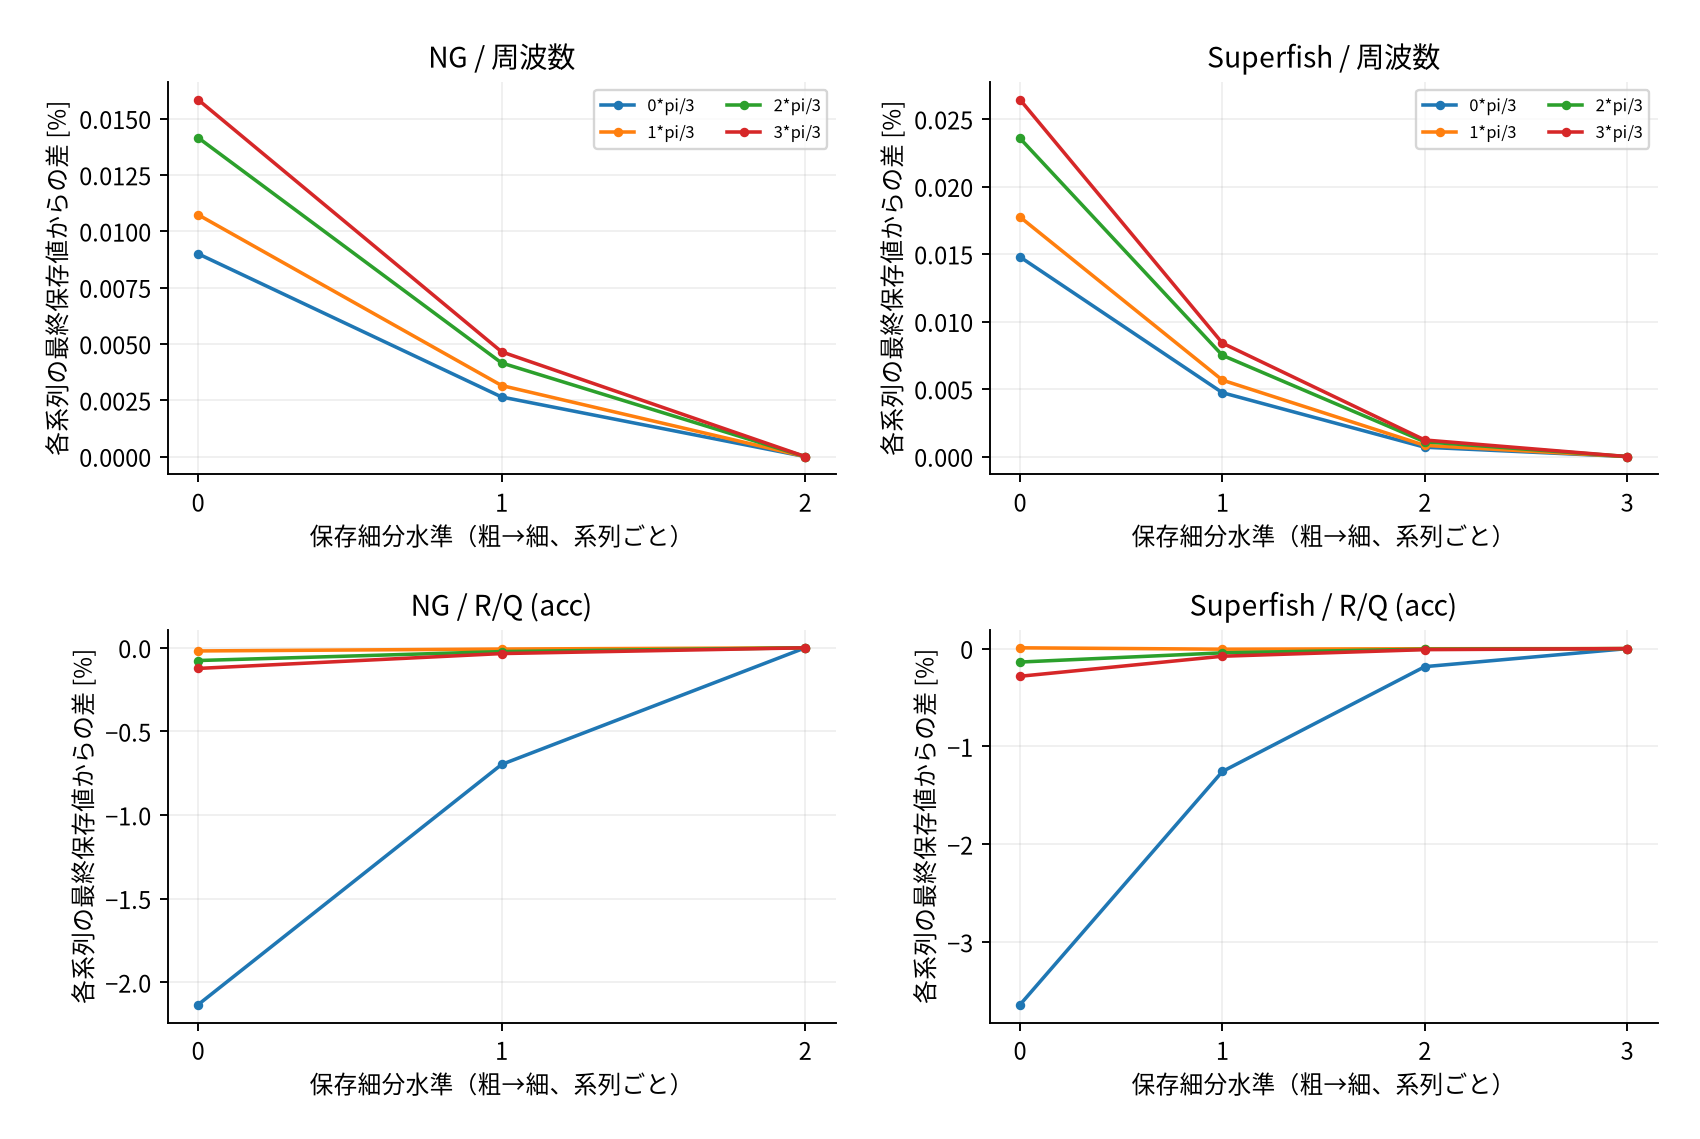 NG / 周波数
各系列の最終保存値からの差 [%]
0.0150
0.0125
0.0100
0.0075
0.0050
0.0025
0.0000
0*pi/3
1*pi/3
2*pi/3
3*pi/3
0 1 2
保存細分水準（粗→細、系列ごと）
Superfish / 周波数
各系列の最終保存値からの差 [%]
0.025
0.020
0.015
0.010
0.005
0.000
0*pi/3
1*pi/3
2*pi/3
3*pi/3
0 1 2 3
保存細分水準（粗→細、系列ごと）
NG / R/Q (acc)
各系列の最終保存値からの差 [%]
0.0
−0.5
−1.0
−1.5
−2.0
0 1 2
保存細分水準（粗→細、系列ごと）
Superfish / R/Q (acc)
各系列の最終保存値からの差 [%]
0
−1
−2
−3
0 1 2 3
保存細分水準（粗→細、系列ごと）